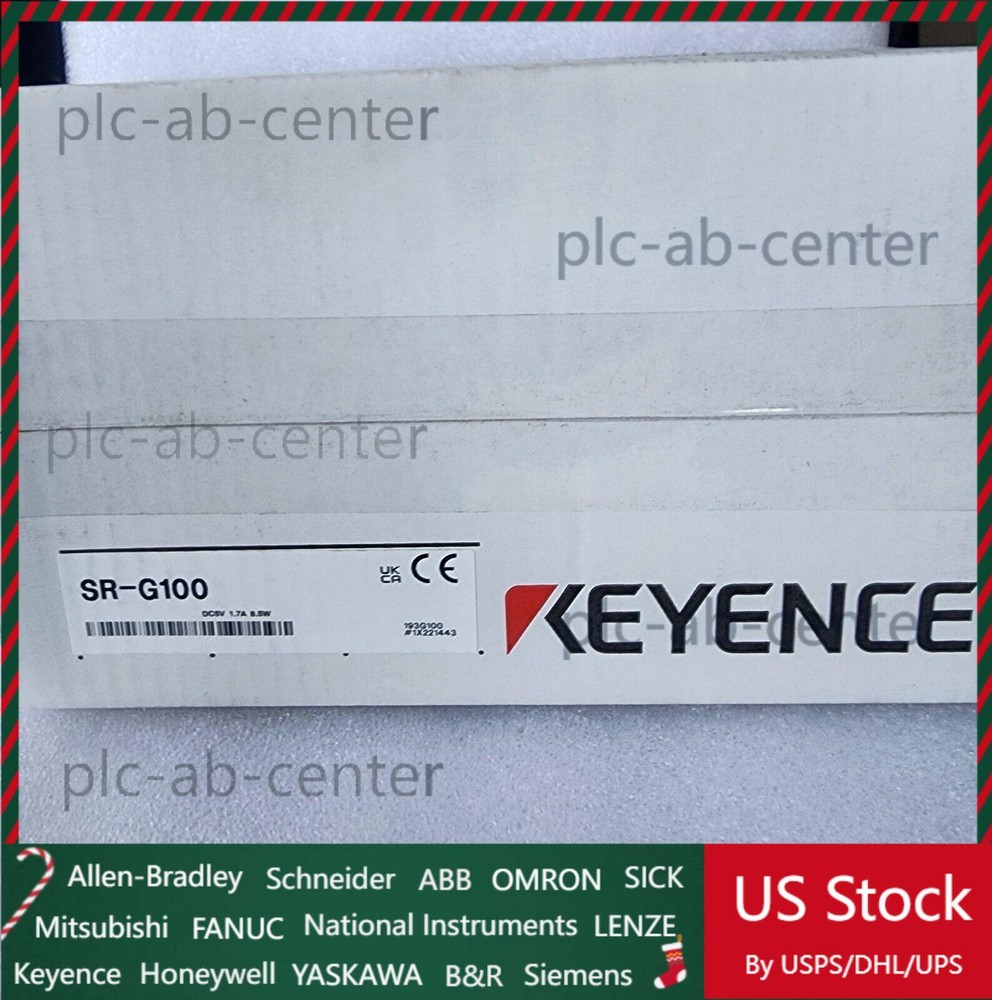 plc-ab-center
plc-ab-center
plc-ab-center
SR-G100
UK
CA CE
DC5V 1.7A 8.5W
193G100
#1X221443
KEYENCE
plc-ab-center
plc-ab-center
Allen-Bradley Schneider ABB OMRON SICK
Mitsubishi FANUC National Instruments LENZE
Keyence Honeywell YASKAWA B&R Siemens
US Stock
By USPS/DHL/UPS